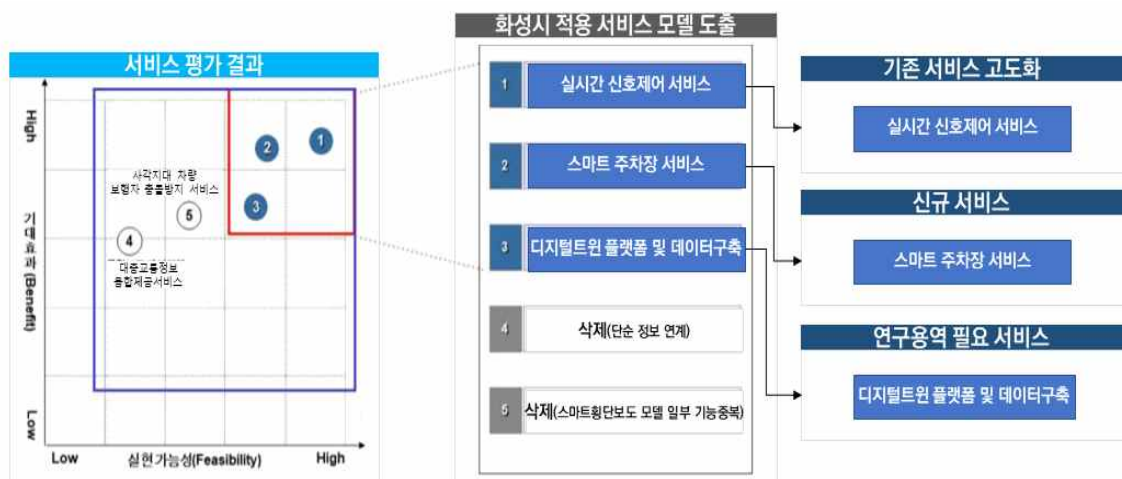 서비스 평가 결과
High
기대효과(Benefit)
Low
1
2
3
사각지대 차량
보행자 충돌방지 서비스
5
4
대중교통정보
융합제공서비스
Low
실현가능성(Feasibility)
High
화성시 적용 서비스 모델 도출
1
실시간 신호제어 서비스
2
스마트 주차장 서비스
3
디지털트윈 플랫폼 및 데이터구축
4
삭제(단순 정보 연계)
5
삭제(스마트횡단보도 모델 일부 기능중복)
기존 서비스 고도화
실시간 신호제어 서비스
신규 서비스
스마트 주차장 서비스
연구용역 필요 서비스
디지털트윈 플랫폼 및 데이터구축